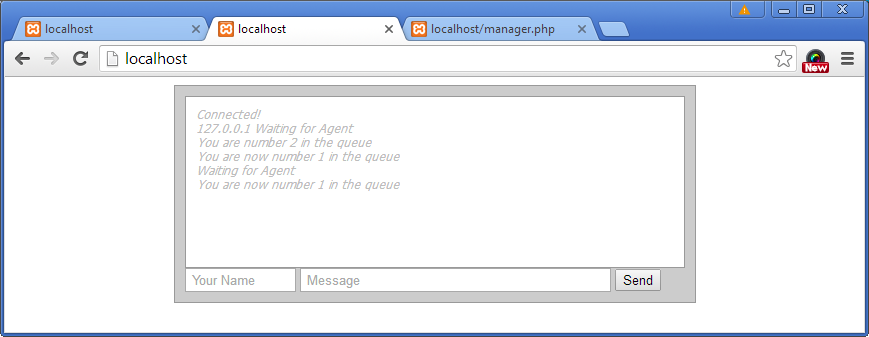 localhost
localhost
localhost/manager.php
localhost
New
Connected!
127.0.0.1 Waiting for Agent
You are number 2 in the queue
You are now number 1 in the queue
Waiting for Agent
You are now number 1 in the queue
Your Name
Message
Send